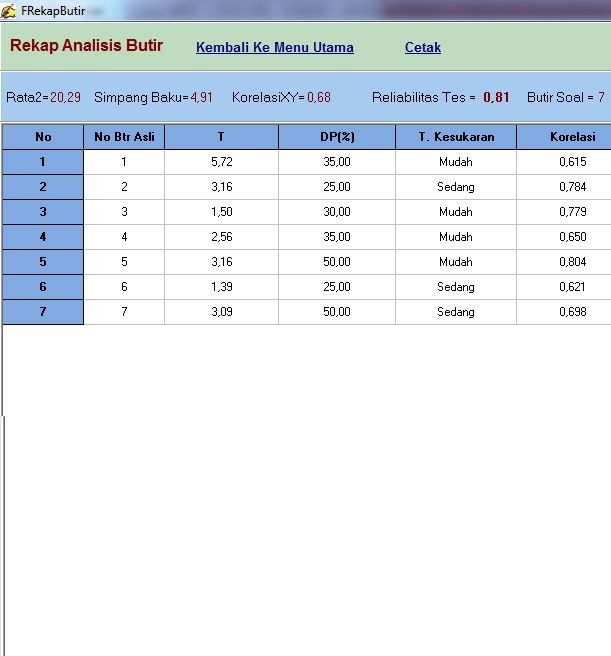 FRekapButir
Rekap Analisis Butir Kembali Ke Menu Utama Cetak
Rata2=20,29 Simpang Baku=4,91 KorelasiXY=0,68 Reliabilitas Tes = 0,81 Butir Soal = 7
No No Btr Asli T DP(%) T. Kesukaran Korelasi
1 1 5,72 35,00 Mudah 0,615
2 2 3,16 25,00 Sedang 0,784
3 3 1,50 30,00 Mudah 0,779
4 4 2,56 35,00 Mudah 0,650
5 5 3,16 50,00 Mudah 0,804
6 6 1,39 25,00 Sedang 0,621
7 7 3,09 50,00 Sedang 0,698